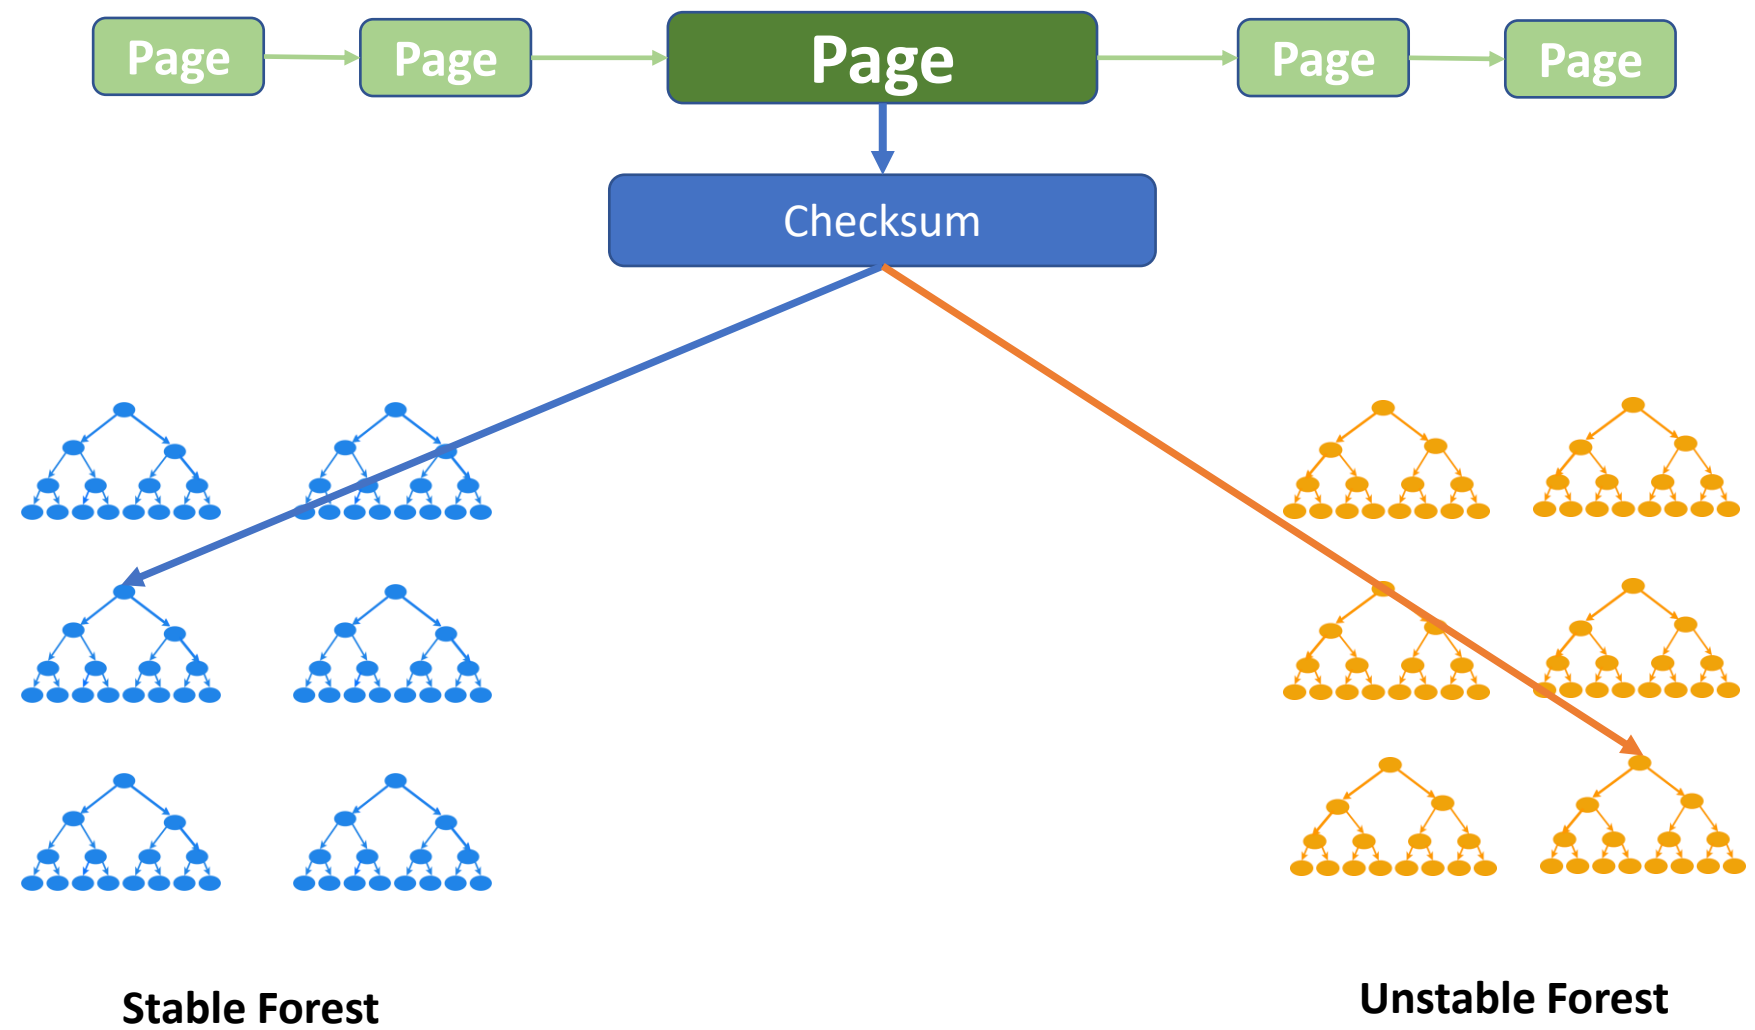 Page
Page
Page
Page
Page
Checksum
Stable Forest
Unstable Forest